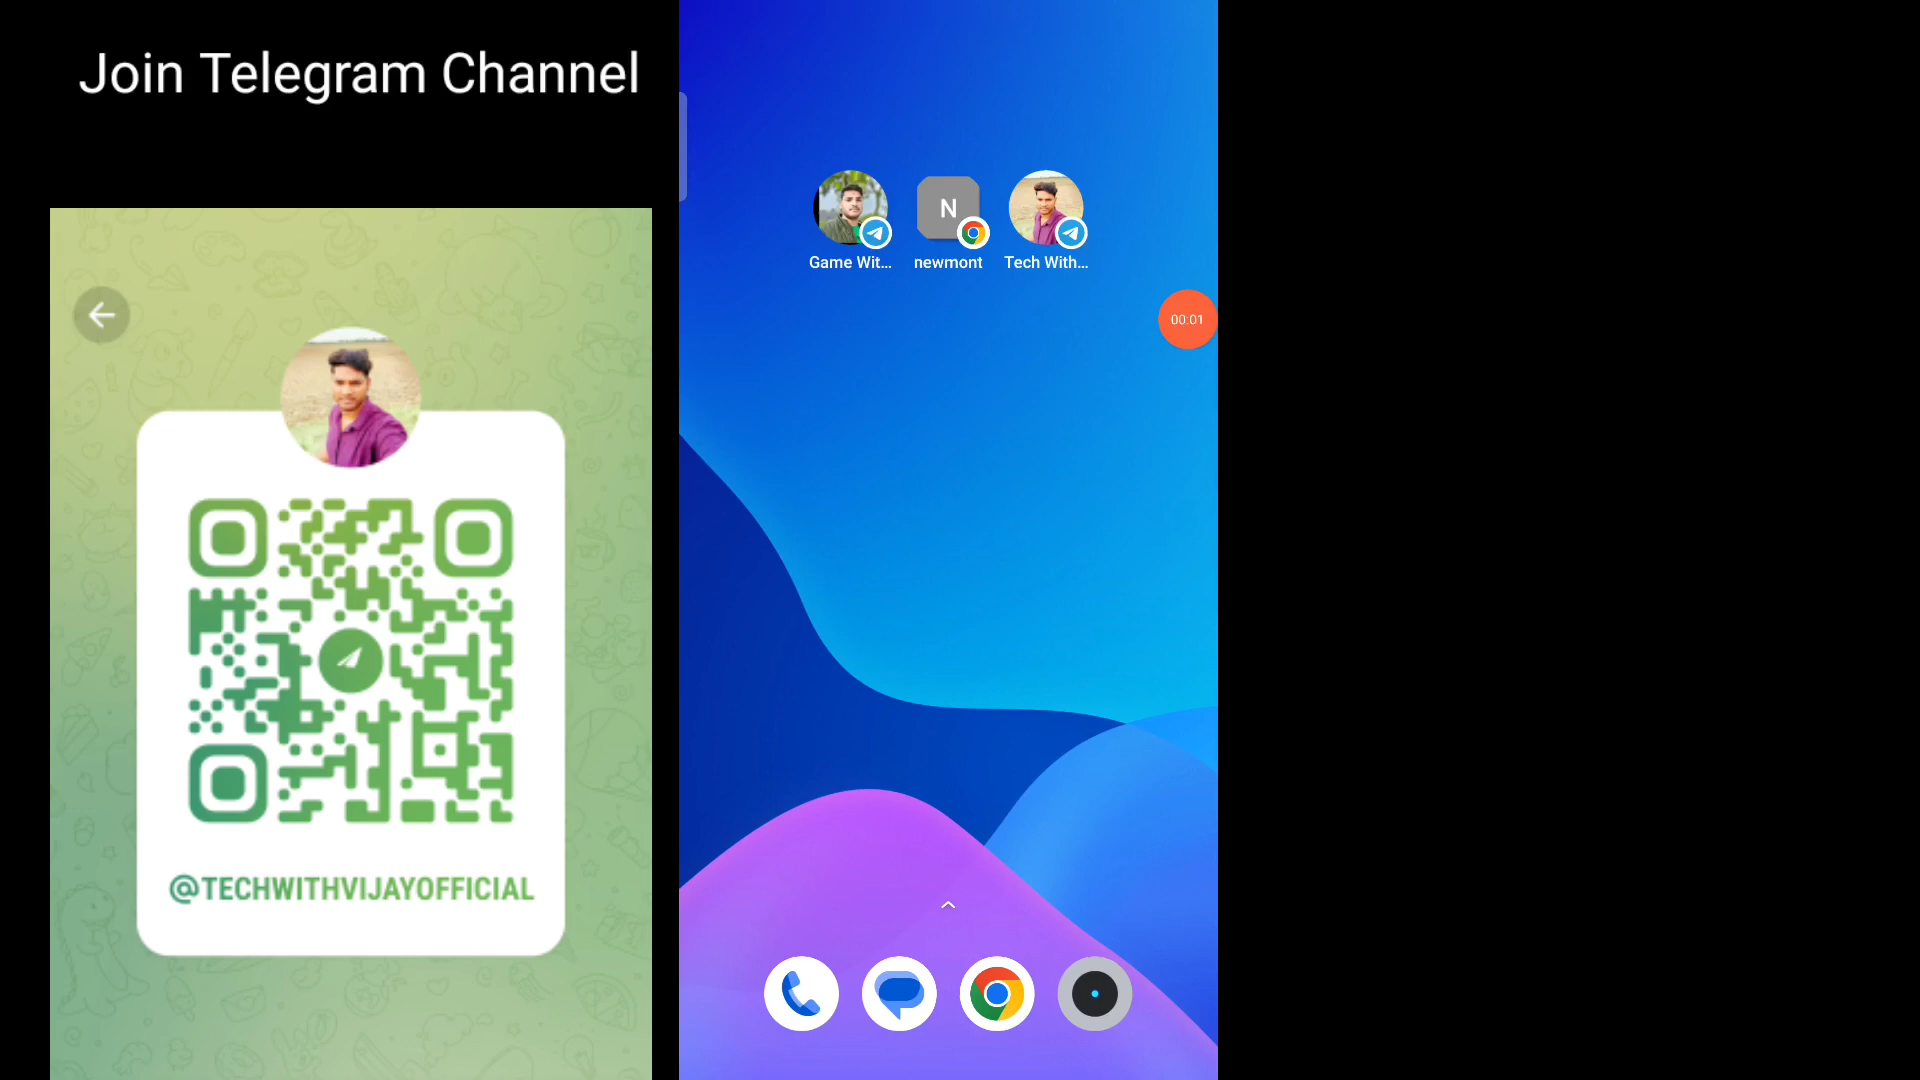 Join Telegram Channel
@TECHWITHVIJAYOFFICIAL
N
Game Wit...
newmont
Tech With...
00:01